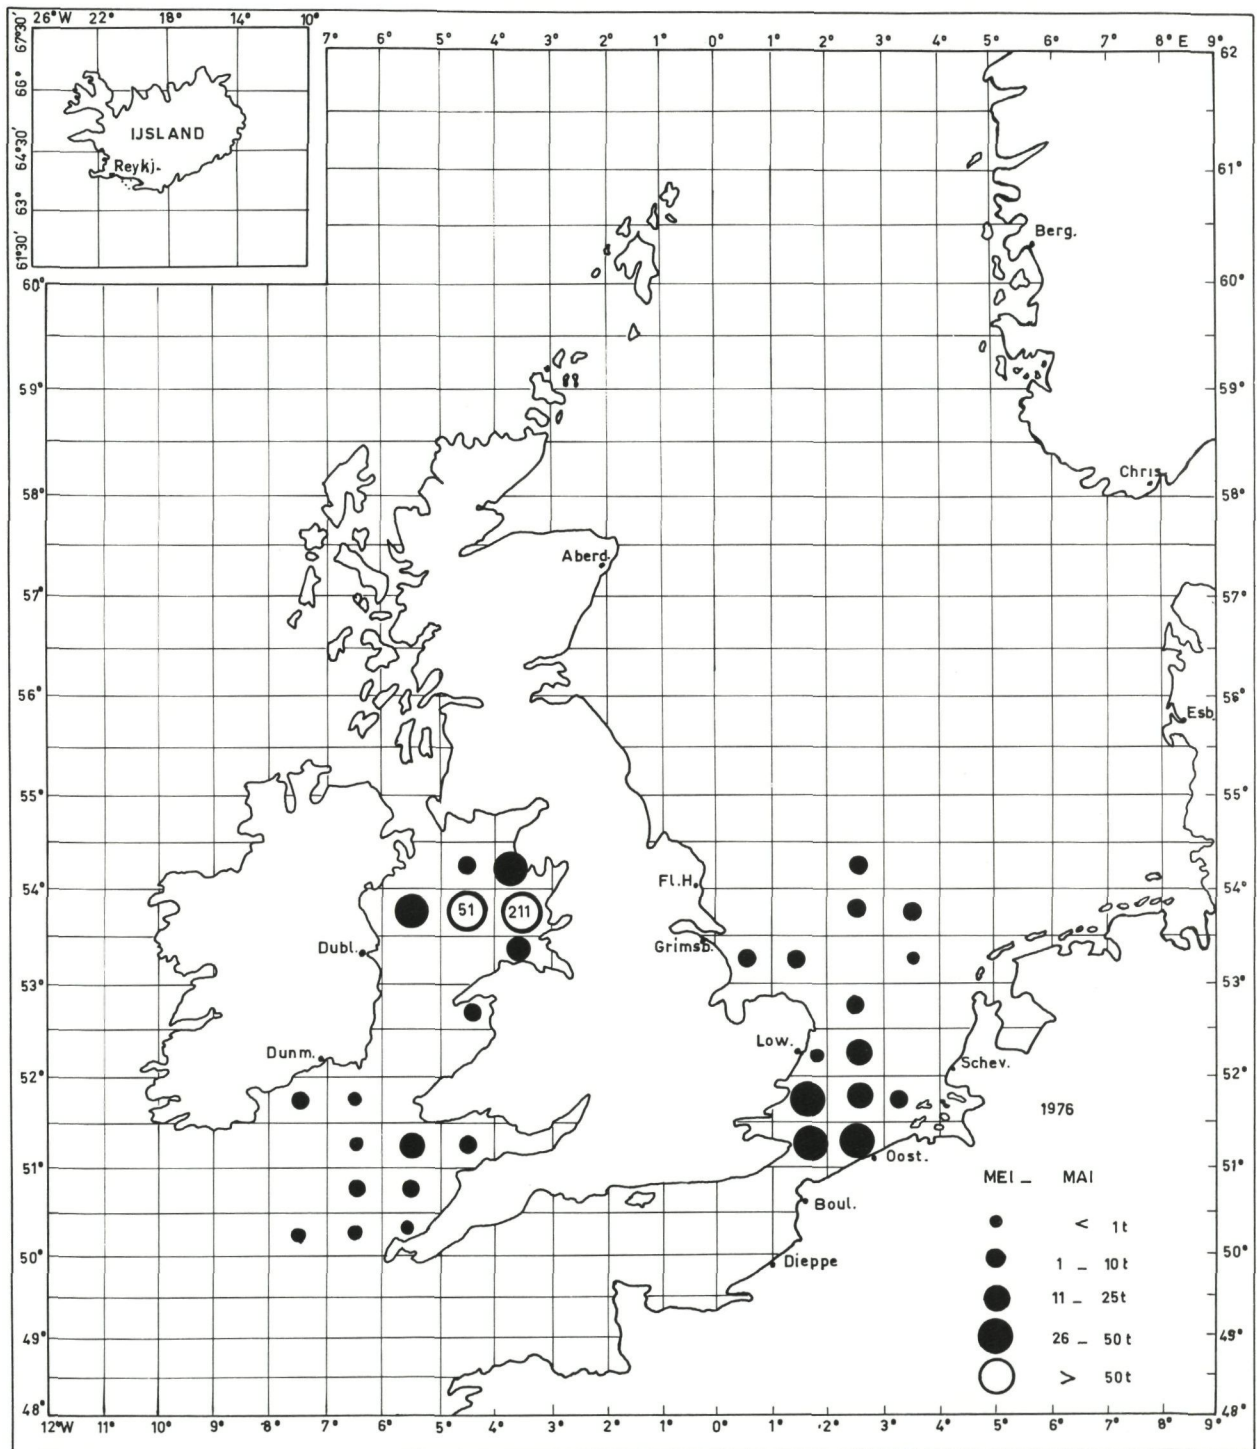 26°W 22° 18° 14° 10°
67°30'
66°
64°30'
63°
61°30'
IJSLAND
Reykj.
7° 6° 5° 4° 3° 2° 1° 0° 1° 2° 3° 4° 5° 6° 7° 8° E 9°
62
61°
60° 60°
59° 59°
58° 58°
57° 57°
56° 56°
55° 55°
54° 54°
53° 53°
52° 52°
51° 51°
50° 50°
49° 49°
48° 48°
Berg.
Chris
Aberd.
Esb
Fl.H.
51
211
Dubl.
Grimsb.
Low.
Dunm.
Schev.
1976
Oost.
MEI _ MAI
Boul.
< 1t
Dieppe
1 _ 10t
11 _ 25t
26 _ 50t
> 50t
12°W 11° 10° 9° 8° 7° 6° 5° 4° 3° 2° 1° 0° 1° 2° 3° 4° 5° 6° 7° 8° 9°